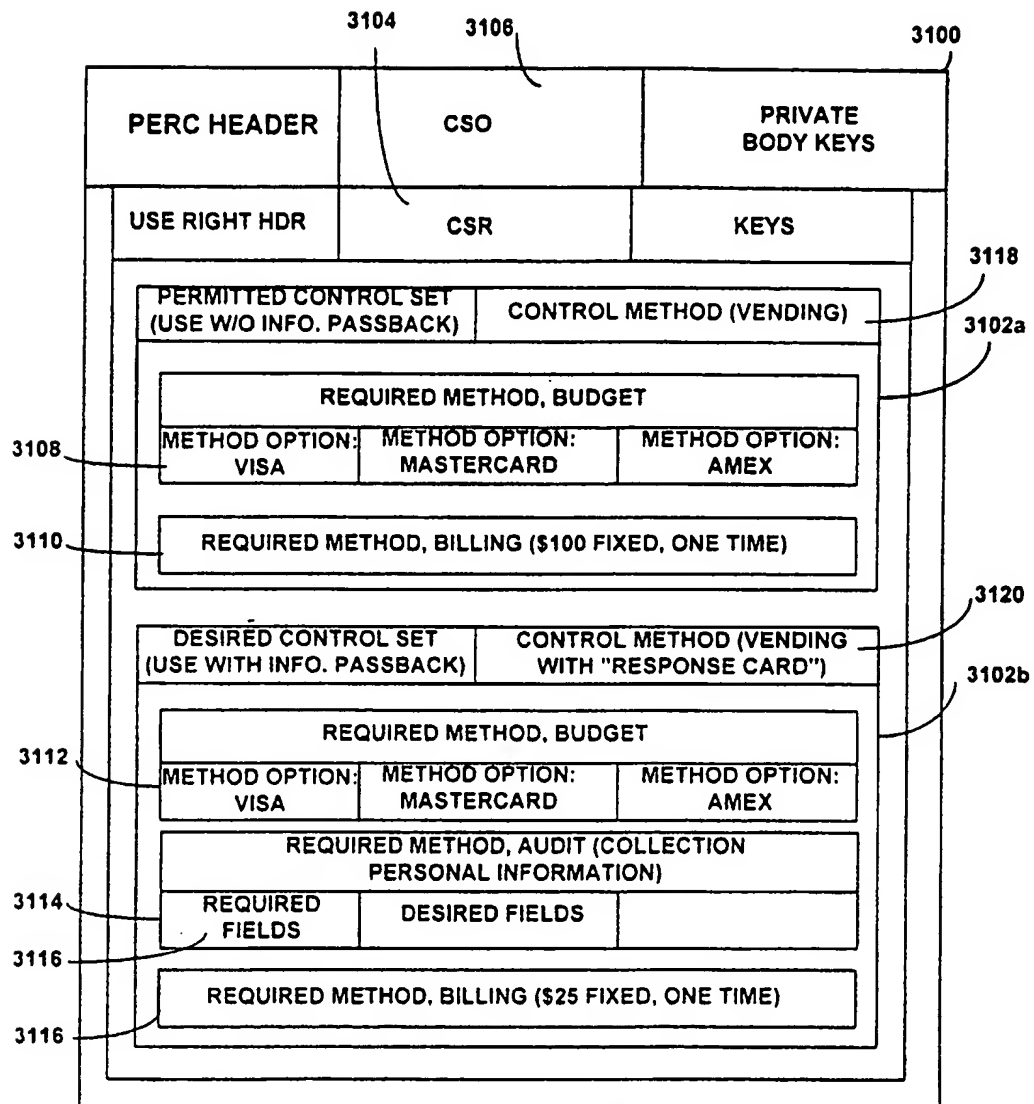 3104
3106
3100
PERC HEADER
CSO
PRIVATE
BODY KEYS
USE RIGHT HDR
CSR
KEYS
3118
PERMITTED CONTROL SET
(USE W/O INFO. PASSBACK)
CONTROL METHOD (VENDING)
3102a
REQUIRED METHOD, BUDGET
3108
METHOD OPTION:
VISA
METHOD OPTION:
MASTERCARD
METHOD OPTION:
AMEX
3110
REQUIRED METHOD, BILLING ($100 FIXED, ONE TIME)
3120
DESIRED CONTROL SET
(USE WITH INFO. PASSBACK)
CONTROL METHOD (VENDING
WITH "RESPONSE CARD")
3102b
REQUIRED METHOD, BUDGET
3112
METHOD OPTION:
VISA
METHOD OPTION:
MASTERCARD
METHOD OPTION:
AMEX
REQUIRED METHOD, AUDIT (COLLECTION
PERSONAL INFORMATION)
3114
REQUIRED
FIELDS
DESIRED FIELDS
3116
REQUIRED METHOD, BILLING ($25 FIXED, ONE TIME)
3116